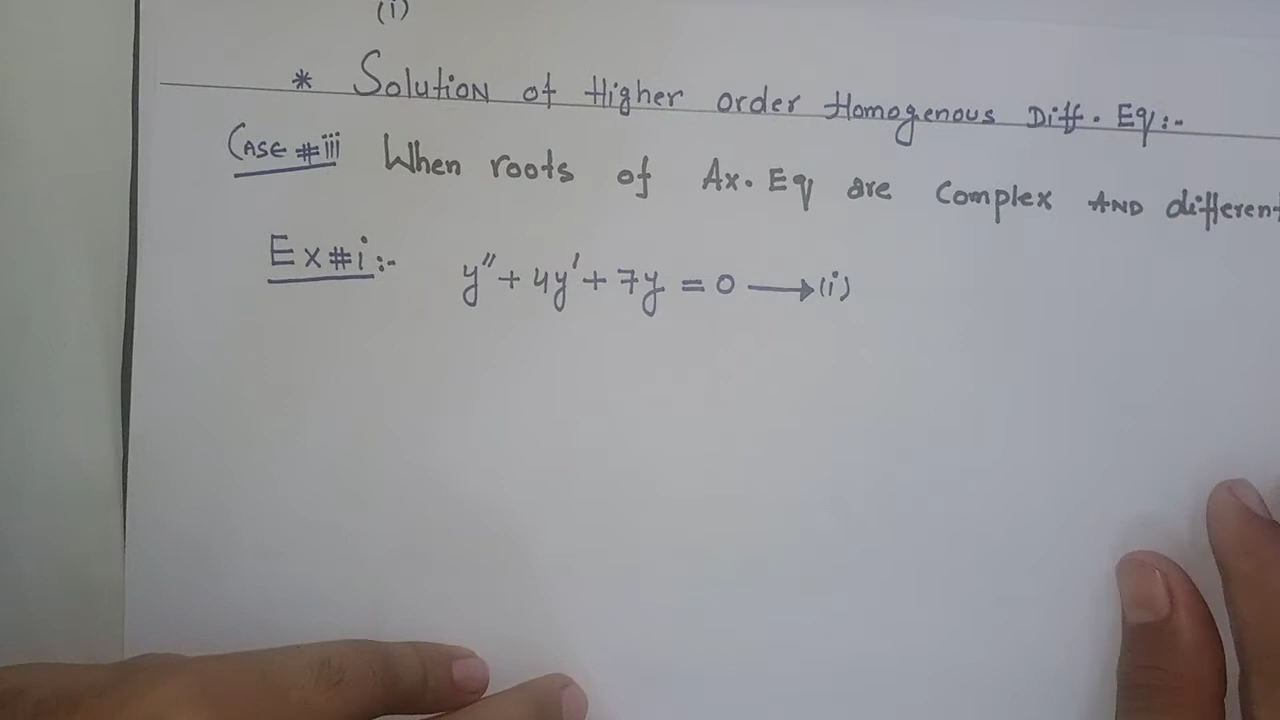 (i)
* Solution of Higher order Homogenous Diff. Eq:-
CASE #iii When roots of Ax. Eq are Complex AND different
Ex#i:- y" + 4y' + 7y = 0 → (i)